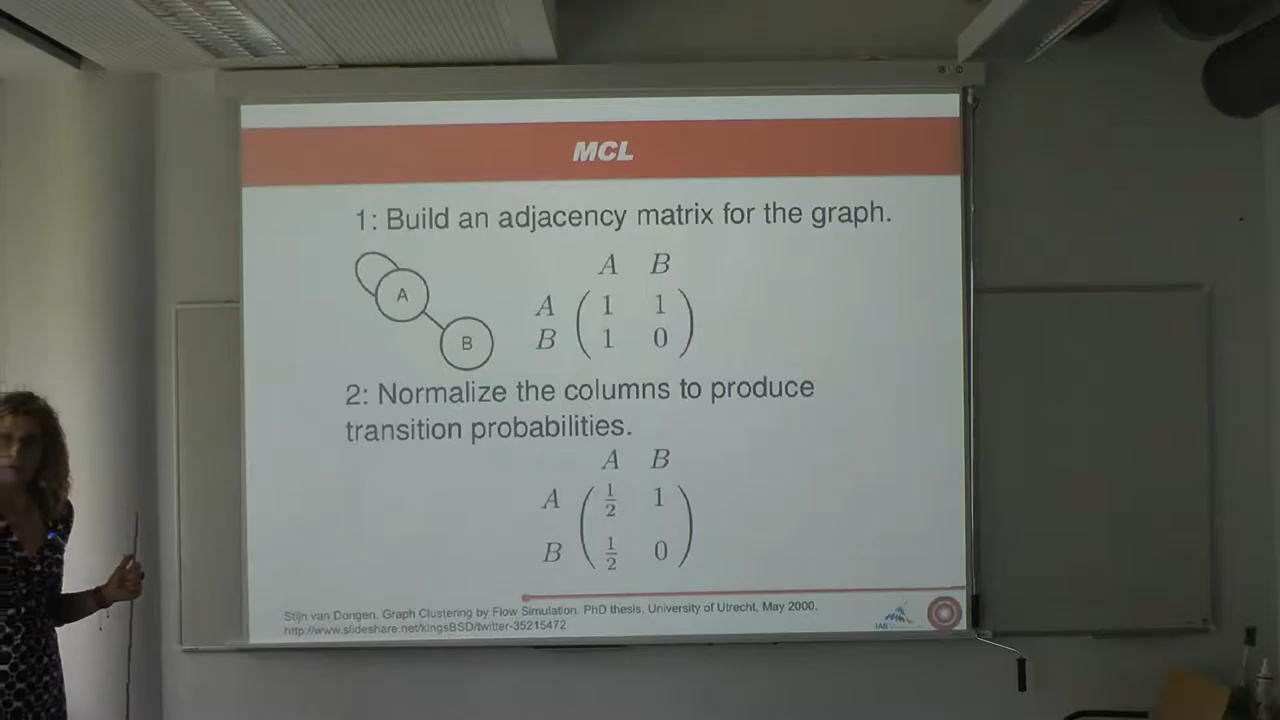 MCL
1: Build an adjacency matrix for the graph.
A B
A 1 1
B 1 0
A
B
2: Normalize the columns to produce
transition probabilities.
A B
A 1/2 1
B 1/2 0
Stijn van Dongen, Graph Clustering by Flow Simulation. PhD thesis, University of Utrecht, May 2000.
http://www.slideshare.net/kingsBSD/twitter-35215472
IAS